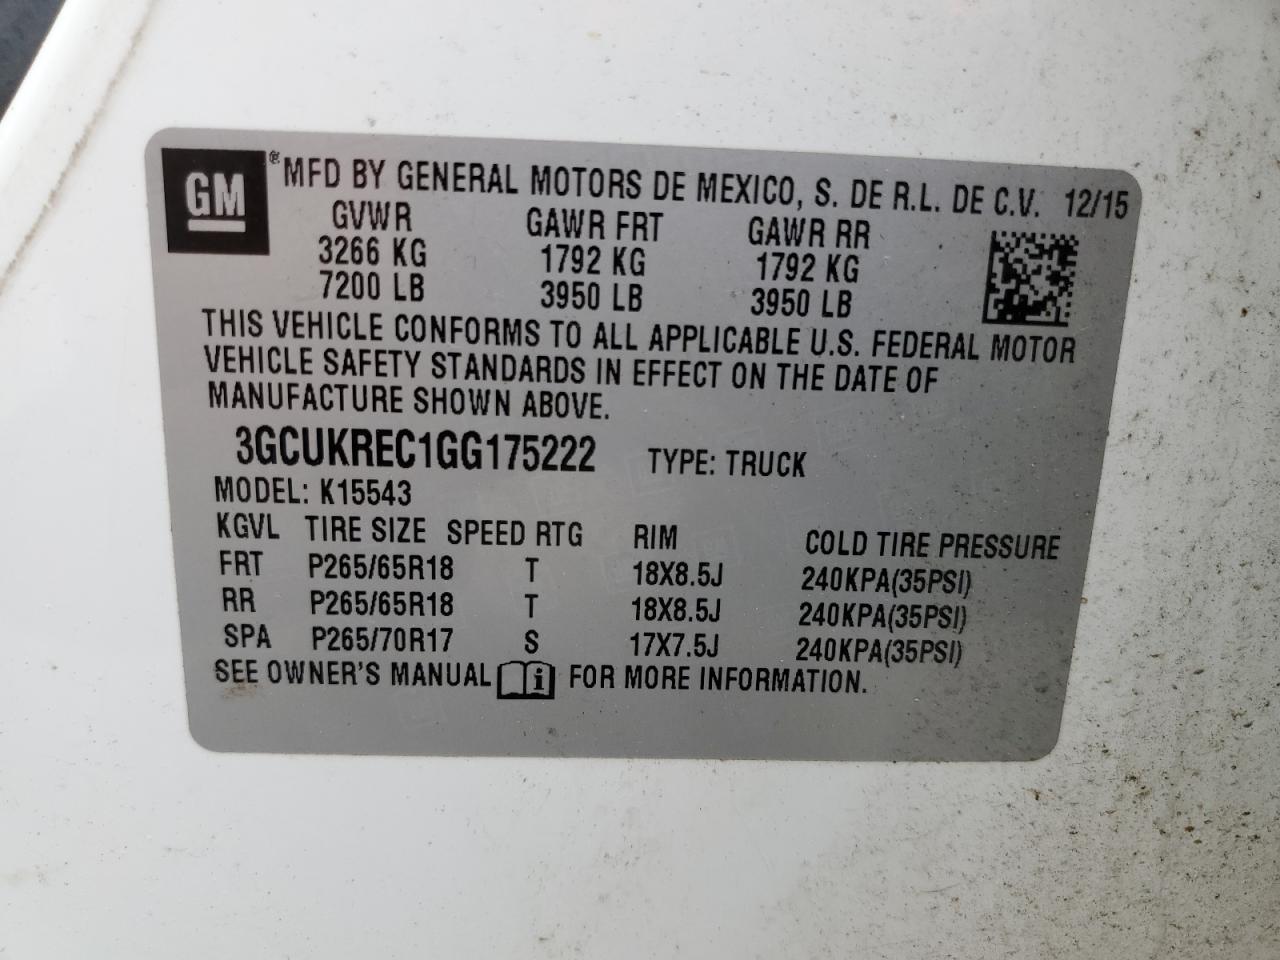 GM ® MFD BY GENERAL MOTORS DE MEXICO, S. DE R.L. DE C.V. 12/15
GVWR GAWR FRT GAWR RR
3266 KG 1792 KG 1792 KG
7200 LB 3950 LB 3950 LB
THIS VEHICLE CONFORMS TO ALL APPLICABLE U.S. FEDERAL MOTOR
VEHICLE SAFETY STANDARDS IN EFFECT ON THE DATE OF
MANUFACTURE SHOWN ABOVE.
3GCUKREC1GG175222 TYPE: TRUCK
MODEL: K15543
KGVL TIRE SIZE SPEED RTG RIM COLD TIRE PRESSURE
FRT P265/65R18 T 18X8.5J 240KPA(35PSI)
RR P265/65R18 T 18X8.5J 240KPA(35PSI)
SPA P265/70R17 S 17X7.5J 240KPA(35PSI)
SEE OWNER'S MANUAL i FOR MORE INFORMATION.